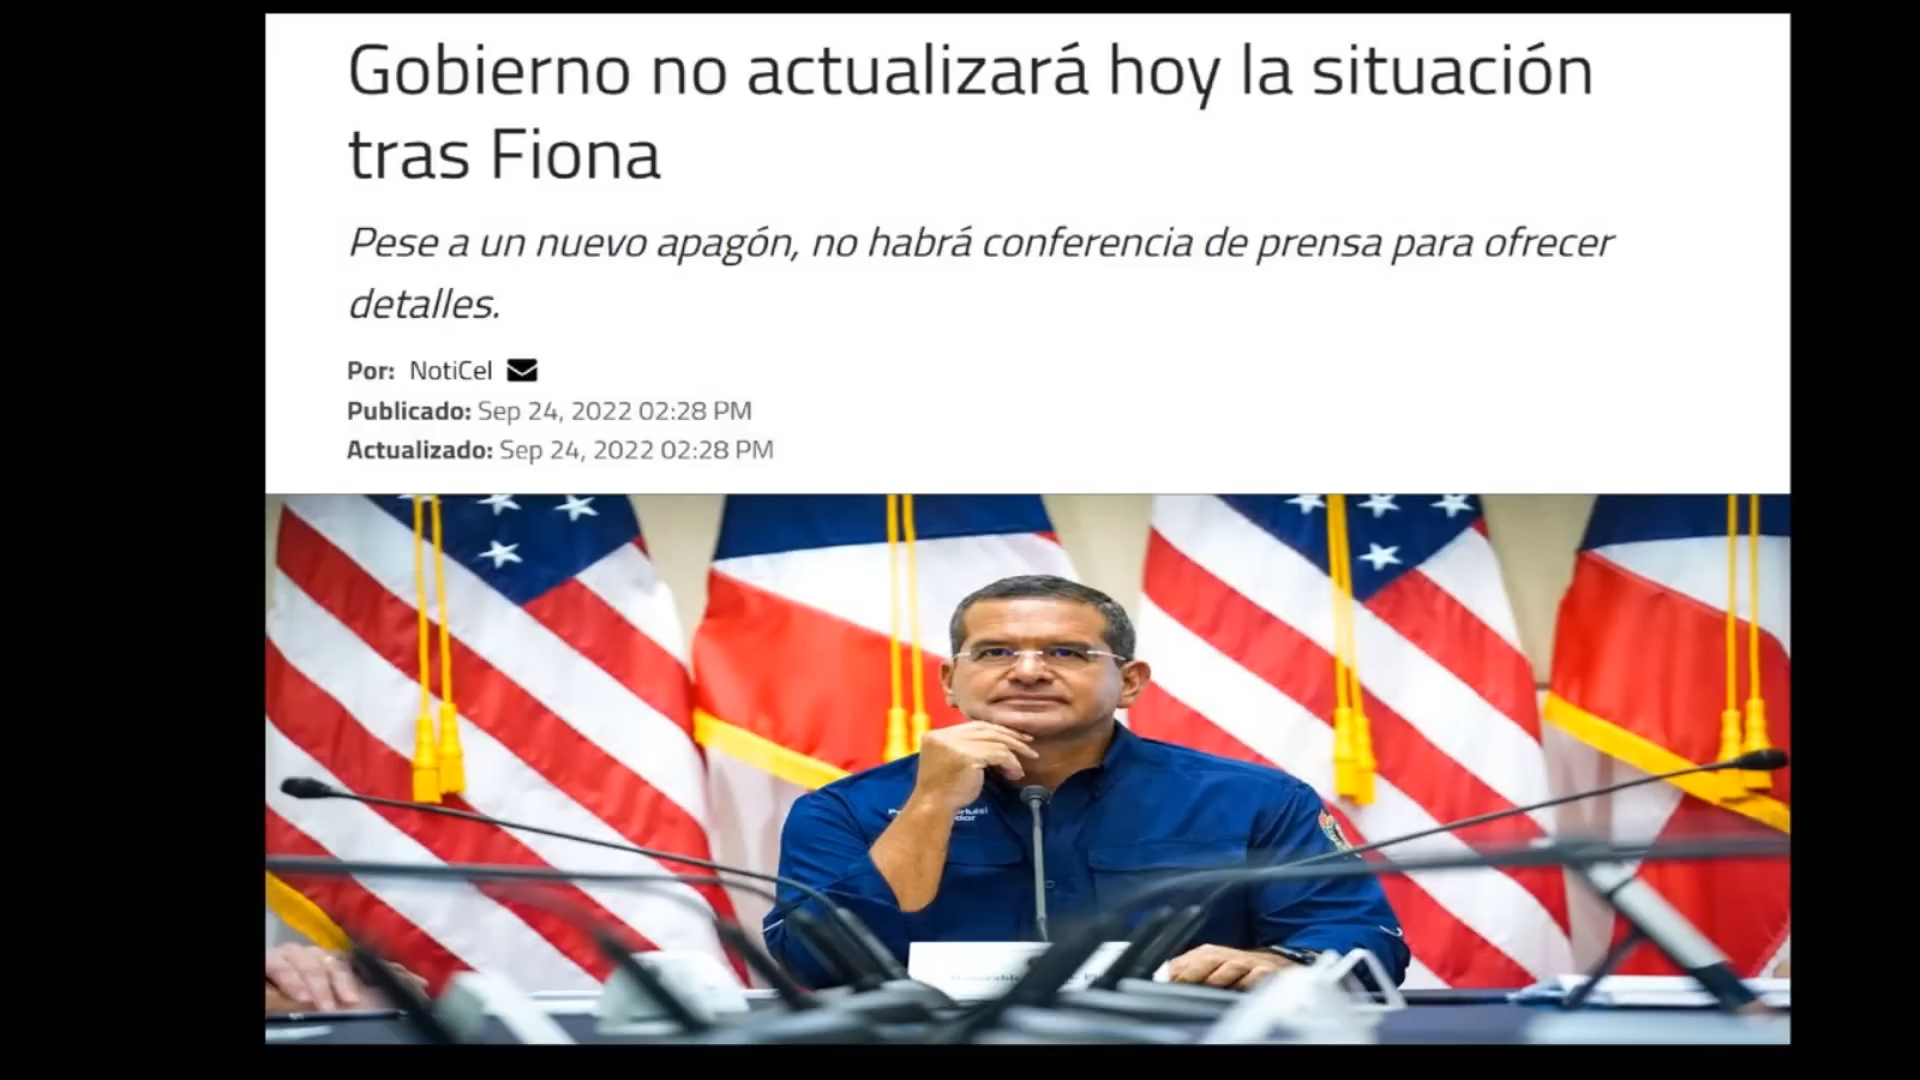 Gobierno no actualizará hoy la situación
tras Fiona
Pese a un nuevo apagón, no habrá conferencia de prensa para ofrecer
detalles.
Por: NotiCel
Publicado: Sep 24, 2022 02:28 PM
Actualizado: Sep 24, 2022 02:28 PM